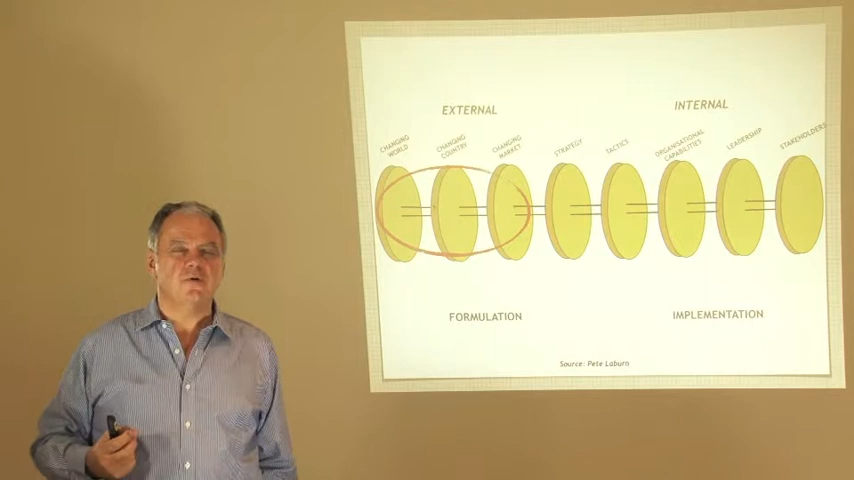 EXTERNAL
INTERNAL
CHANGING
WORLD
CHANGING
COUNTRY
CHANGING
MARKET
STRATEGY
TACTICS
ORGANISATIONAL
CAPABILITIES
LEADERSHIP
STAKEHOLDERS
FORMULATION
IMPLEMENTATION
Source: Pete Laburn